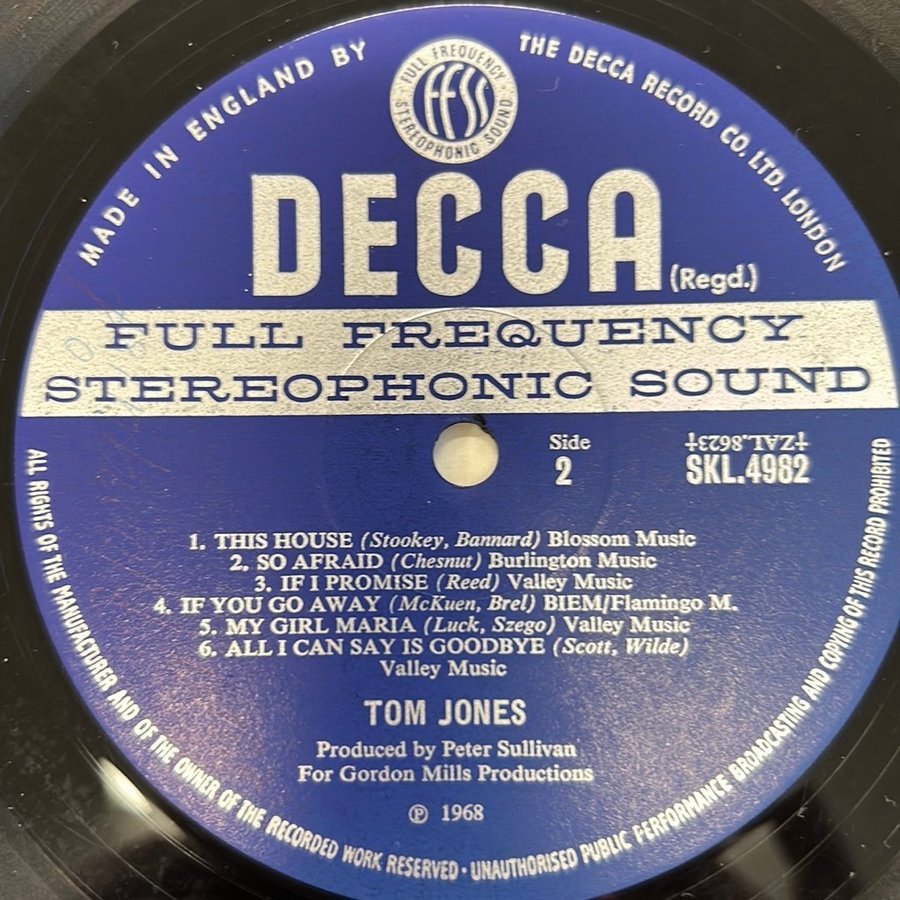 MADE IN ENGLAND BY
THE DECCA RECORD CO. LTD. LONDON
FULL FREQUENCY
FFSS
STEREOPHONIC SOUND
DECCA
(Regd.)
FULL FREQUENCY
STEREOPHONIC SOUND
Side
2
‡ZAL.8623‡
SKL.4982
1. THIS HOUSE (Stookey, Bannard) Blossom Music
2. SO AFRAID (Chesnut) Burlington Music
3. IF I PROMISE (Reed) Valley Music
4. IF YOU GO AWAY (McKuen, Brel) BIEM/Flamingo M.
5. MY GIRL MARIA (Luck, Szego) Valley Music
6. ALL I CAN SAY IS GOODBYE (Scott, Wilde)
Valley Music
TOM JONES
Produced by Peter Sullivan
For Gordon Mills Productions
℗ 1968
ALL RIGHTS OF THE MANUFACTURER AND OF THE OWNER OF THE RECORDED WORK RESERVED · UNAUTHORISED PUBLIC PERFORMANCE BROADCASTING AND COPYING OF THIS RECORD PROHIBITED